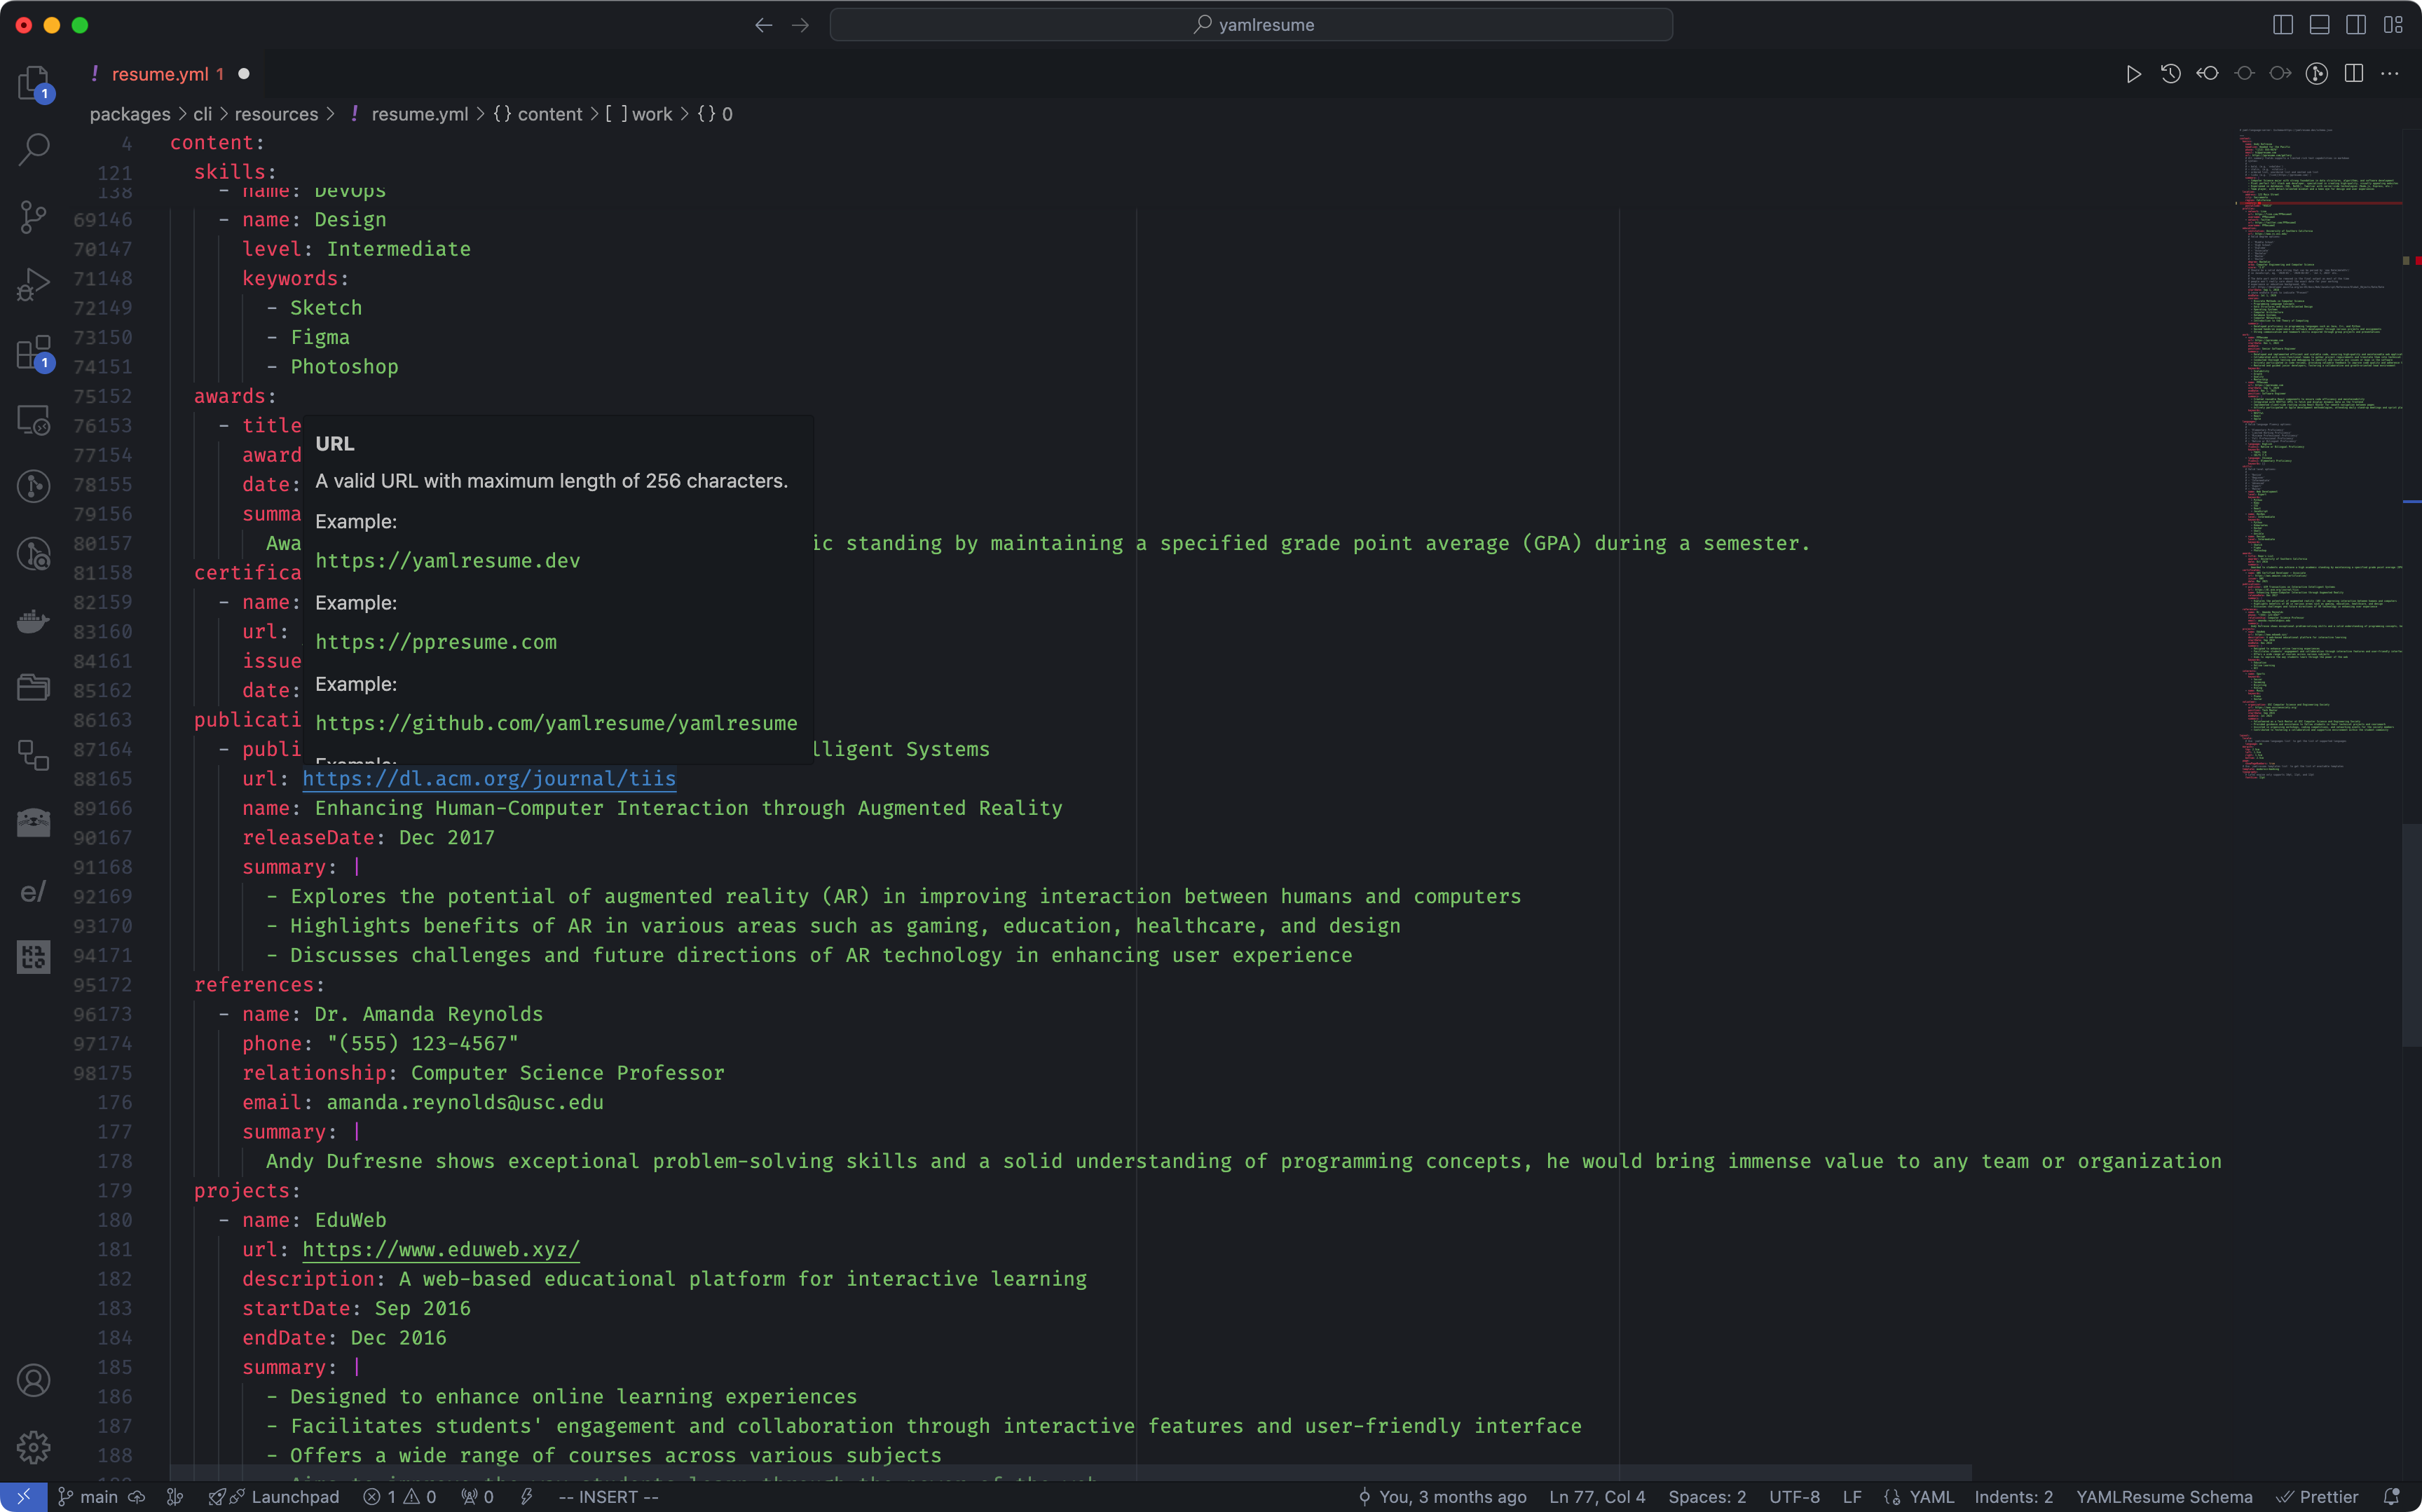 yamlresume
! resume.yml 1
packages > cli > resources > ! resume.yml > {} content > [ ] work > {} 0
4 content:
121 skills:
138 - name: DevOps
69146 - name: Design
70147 level: Intermediate
71148 keywords:
72149 - Sketch
73150 - Figma
74151 - Photoshop
75152 awards:
76153 - title
77154 award
78155 date:
79156 summa
80157 Awa ic standing by maintaining a specified grade point average (GPA) during a semester.
81158 certifica
82159 - name:
83160 url:
84161 issue
85162 date:
86163 publicati
87164 - publi lligent Systems
URL
A valid URL with maximum length of 256 characters.
Example:
https://yamlresume.dev
Example:
https://ppresume.com
Example:
https://github.com/yamlresume/yamlresume
Example:
88165 url: https://dl.acm.org/journal/tiis
89166 name: Enhancing Human-Computer Interaction through Augmented Reality
90167 releaseDate: Dec 2017
91168 summary: |
92169 - Explores the potential of augmented reality (AR) in improving interaction between humans and computers
93170 - Highlights benefits of AR in various areas such as gaming, education, healthcare, and design
94171 - Discusses challenges and future directions of AR technology in enhancing user experience
95172 references:
96173 - name: Dr. Amanda Reynolds
97174 phone: "(555) 123-4567"
98175 relationship: Computer Science Professor
176 email: amanda.reynolds@usc.edu
177 summary: |
178 Andy Dufresne shows exceptional problem-solving skills and a solid understanding of programming concepts, he would bring immense value to any team or organization
179 projects:
180 - name: EduWeb
181 url: https://www.eduweb.xyz/
182 description: A web-based educational platform for interactive learning
183 startDate: Sep 2016
184 endDate: Dec 2016
185 summary: |
186 - Designed to enhance online learning experiences
187 - Facilitates students' engagement and collaboration through interactive features and user-friendly interface
188 - Offers a wide range of courses across various subjects
main Launchpad 1 0 0 -- INSERT -- You, 3 months ago Ln 77, Col 4 Spaces: 2 UTF-8 LF YAML Indents: 2 YAMLResume Schema Prettier
1
1
e/